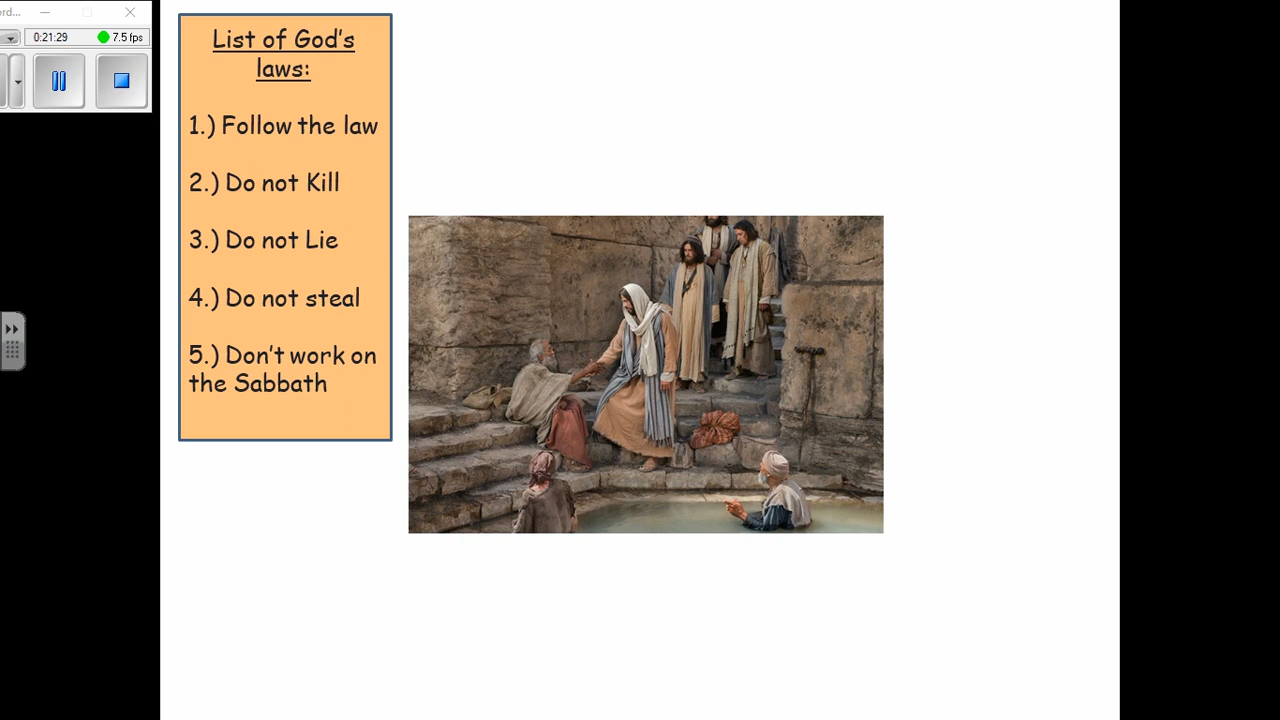 rd...
0:21:29
7.5 fps
List of God's
laws:
1.) Follow the law
2.) Do not Kill
3.) Do not Lie
4.) Do not steal
5.) Don't work on
the Sabbath